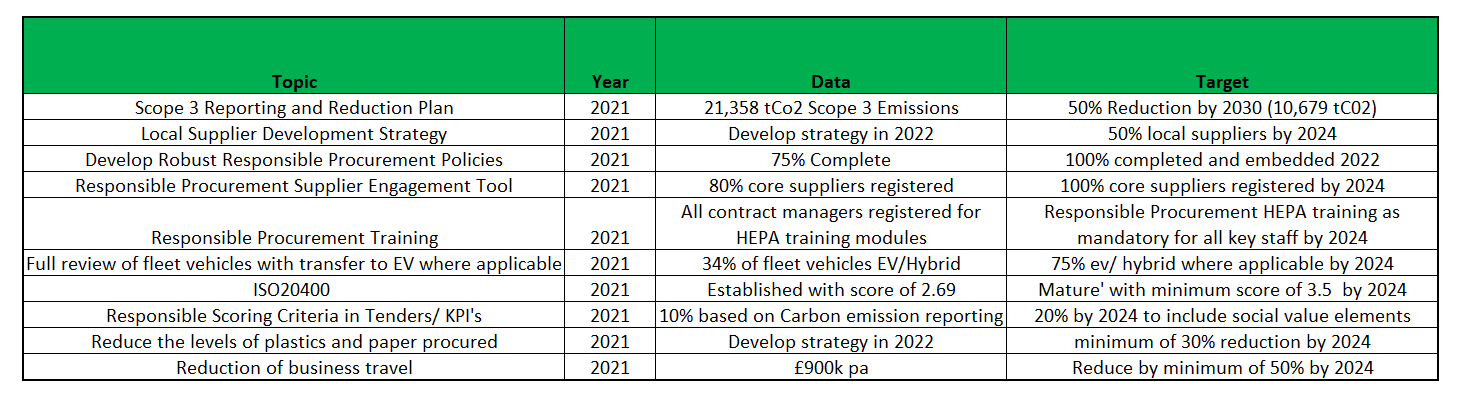 Topic Year Data Target
Scope 3 Reporting and Reduction Plan 2021 21,358 tCo2 Scope 3 Emissions 50% Reduction by 2030 (10,679 tC02)
Local Supplier Development Strategy 2021 Develop strategy in 2022 50% local suppliers by 2024
Develop Robust Responsible Procurement Policies 2021 75% Complete 100% completed and embedded 2022
Responsible Procurement Supplier Engagement Tool 2021 80% core suppliers registered 100% core suppliers registered by 2024
All contract managers registered for Responsible Procurement HEPA training as
Responsible Procurement Training 2021 HEPA training modules mandatory for all key staff by 2024
Full review of fleet vehicles with transfer to EV where applicable 2021 34% of fleet vehicles EV/Hybrid 75% ev/ hybrid where applicable by 2024
ISO20400 2021 Established with score of 2.69 Mature' with minimum score of 3.5 by 2024
Responsible Scoring Criteria in Tenders/ KPI's 2021 10% based on Carbon emission reporting 20% by 2024 to include social value elements
Reduce the levels of plastics and paper procured 2021 Develop strategy in 2022 minimum of 30% reduction by 2024
Reduction of business travel 2021 £900k pa Reduce by minimum of 50% by 2024